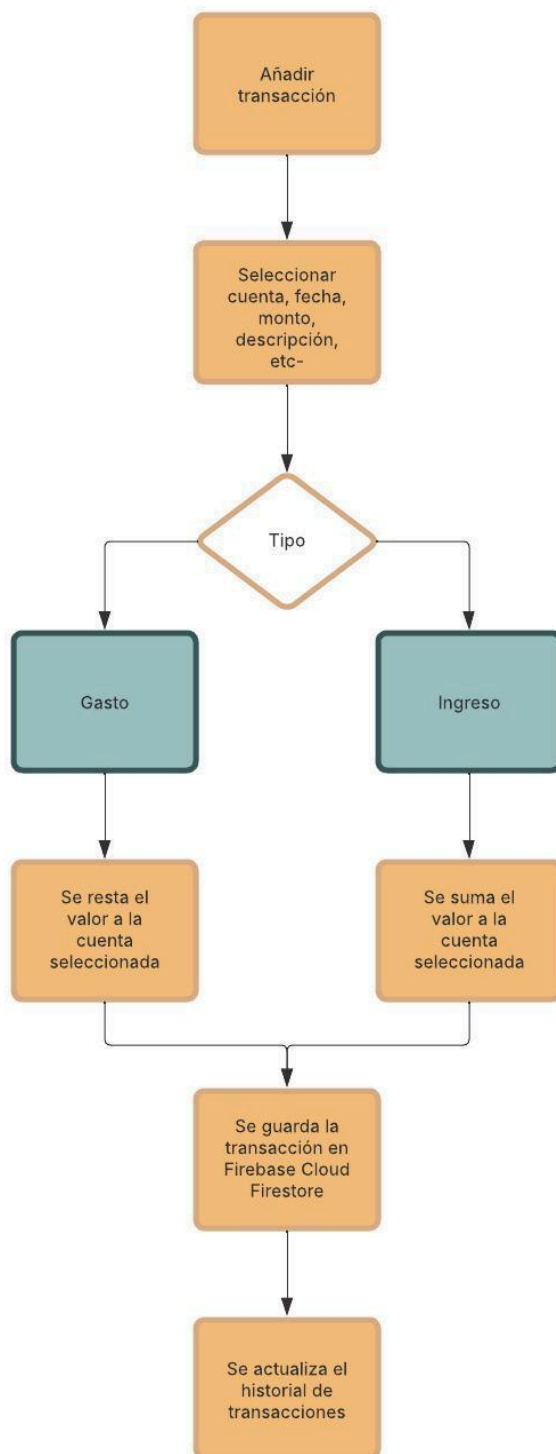 Añadir
transacción
Seleccionar
cuenta, fecha,
monto,
descripción,
etc-
Tipo
Gasto
Ingreso
Se resta el
valor a la
cuenta
seleccionada
Se suma el
valor a la
cuenta
seleccionada
Se guarda la
transacción en
Firebase Cloud
Firestore
Se actualiza el
historial de
transacciones